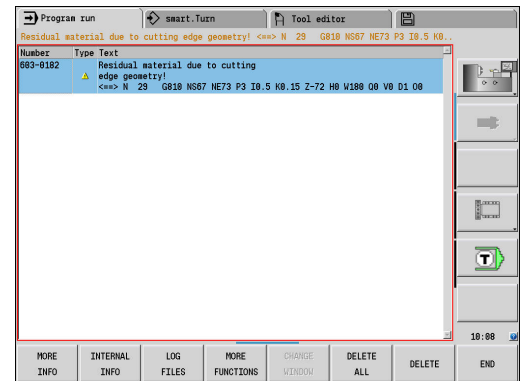 Program run
smart.Turn
Tool editor
Residual material due to cutting edge geometry! <==> N 29 G810 NS67 NE73 P3 I0.5 K0..
Number Type Text
683-0182 Residual material due to cutting
edge geometry!
<==> N 29 G810 NS67 NE73 P3 I0.5 K0.15 Z-72 H0 W180 Q0 V0 D1 O0
T
10:08
MORE INFO
INTERNAL INFO
LOG FILES
MORE FUNCTIONS
CHANGE WINDOW
DELETE ALL
DELETE
END